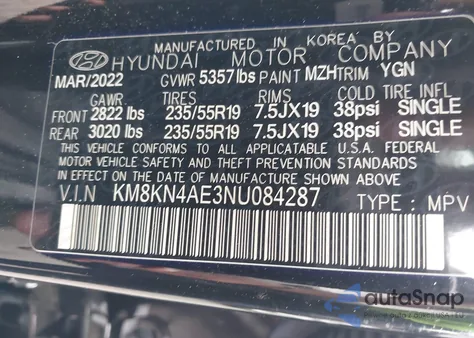 MANUFACTURED IN KOREA BY
HYUNDAI MOTOR COMPANY
MAR/2022 GVWR 5357lbs PAINT MZH TRIM YGN
GAWR TIRES RIMS COLD TIRE INFL
FRONT 2822 lbs 235/55R19 7.5JX19 38psi SINGLE
REAR 3020 lbs 235/55R19 7.5JX19 38psi SINGLE
THIS VEHICLE CONFORMS TO ALL APPLICABLE U.S.A. FEDERAL
MOTOR VEHICLE SAFETY, BUMPER, AND THEFT PREVENTION
STANDARDS IN EFFECT ON THE DATE OF MANUFACTURE SHOWN ABOVE
V.I.N KM8KN4AE3NU084287 TYPE : MPV
autoSnap